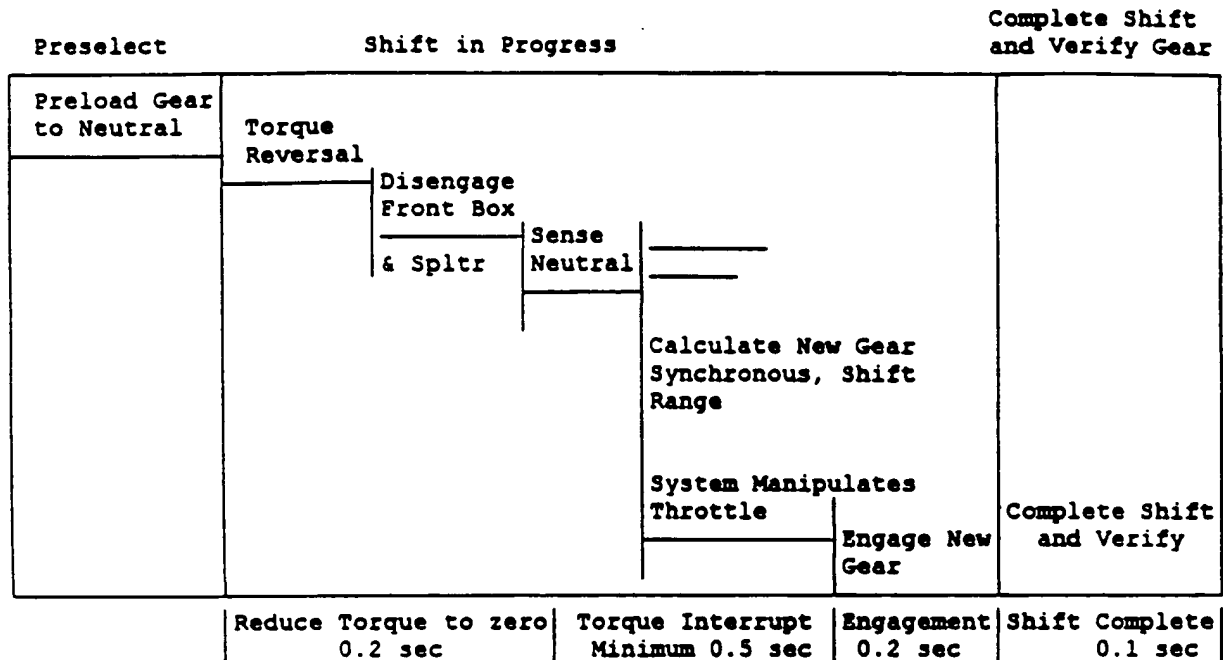 Preselect
Shift in Progress
Complete Shift
and Verify Gear
Preload Gear
to Neutral
Torque
Reversal
Disengage
Front Box
& Spltr
Sense
Neutral
Calculate New Gear
Synchronous, Shift
Range
System Manipulates
Throttle
Engage New
Gear
Complete Shift
and Verify
Reduce Torque to zero
0.2 sec
Torque Interrupt
Minimum 0.5 sec
Engagement
0.2 sec
Shift Complete
0.1 sec